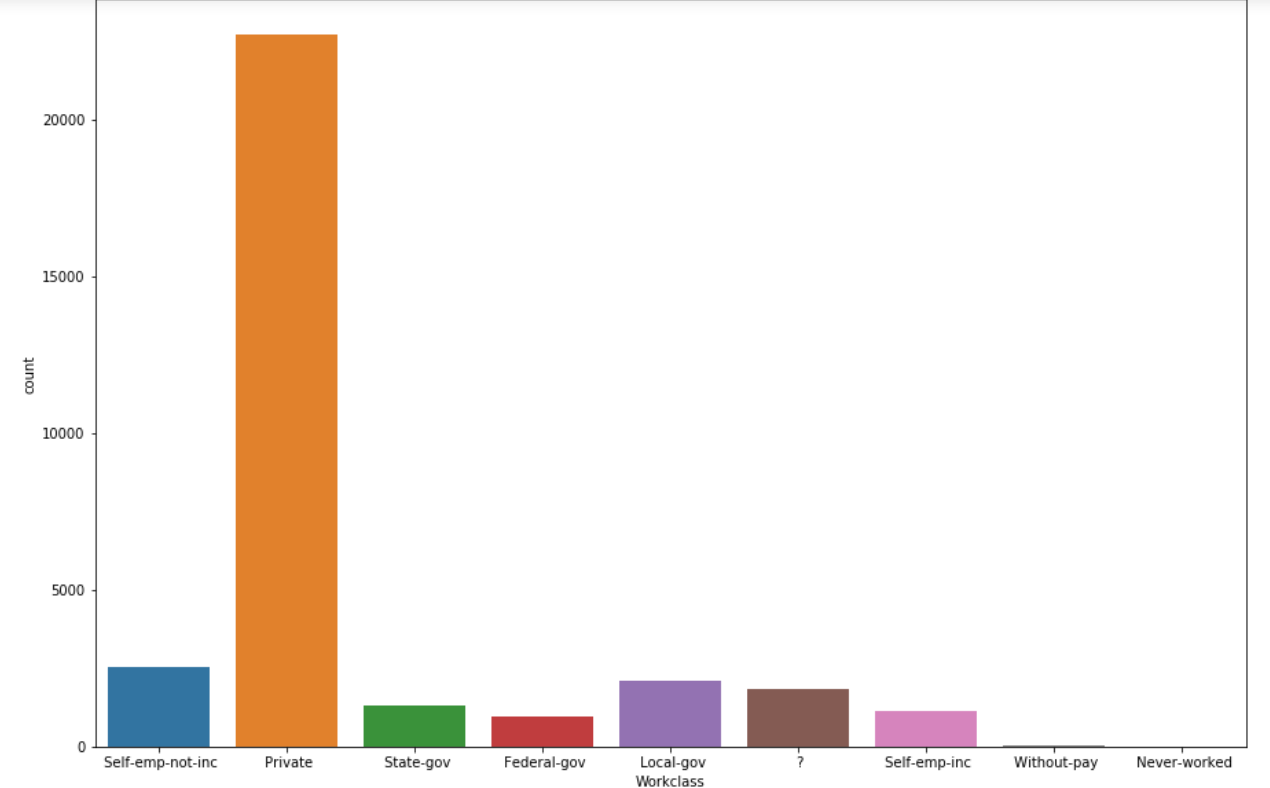 20000
15000
10000
5000
0
count
Self-emp-not-inc Private State-gov Federal-gov Local-gov ? Self-emp-inc Without-pay Never-worked
Workclass